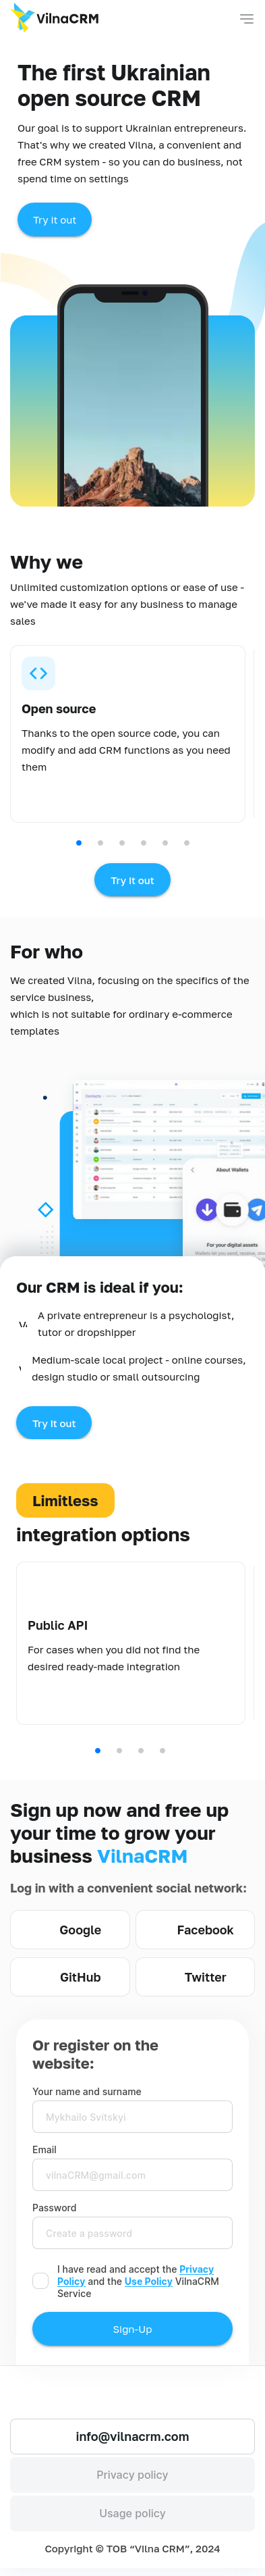 VilnaCRM
The first Ukrainian
open source CRM
Our goal is to support Ukrainian entrepreneurs.
That's why we created Vilna, a convenient and
free CRM system - so you can do business, not
spend time on settings
Try it out
Why we
Unlimited customization options or ease of use -
we've made it easy for any business to manage
sales
Open source
Thanks to the open source code, you can
modify and add CRM functions as you need
them
Try it out
For who
We created Vilna, focusing on the specifics of the
service business,
which is not suitable for ordinary e-commerce
templates
Contacts
About Wallets
For your digital assets
Our CRM is ideal if you:
A private entrepreneur is a psychologist,
tutor or dropshipper
Medium-scale local project - online courses,
design studio or small outsourcing
Try it out
Limitless
integration options
Public API
For cases when you did not find the
desired ready-made integration
Sign up now and free up
your time to grow your
business VilnaCRM
Log in with a convenient social network:
Google Facebook
GitHub Twitter
Or register on the
website:
Your name and surname
Mykhailo Svitskyi
Email
vilnaCRM@gmail.com
Password
Create a password
I have read and accept the Privacy
Policy and the Use Policy VilnaCRM
Service
Sign-Up
info@vilnacrm.com
Privacy policy
Usage policy
Copyright © TOB “Vilna CRM”, 2024